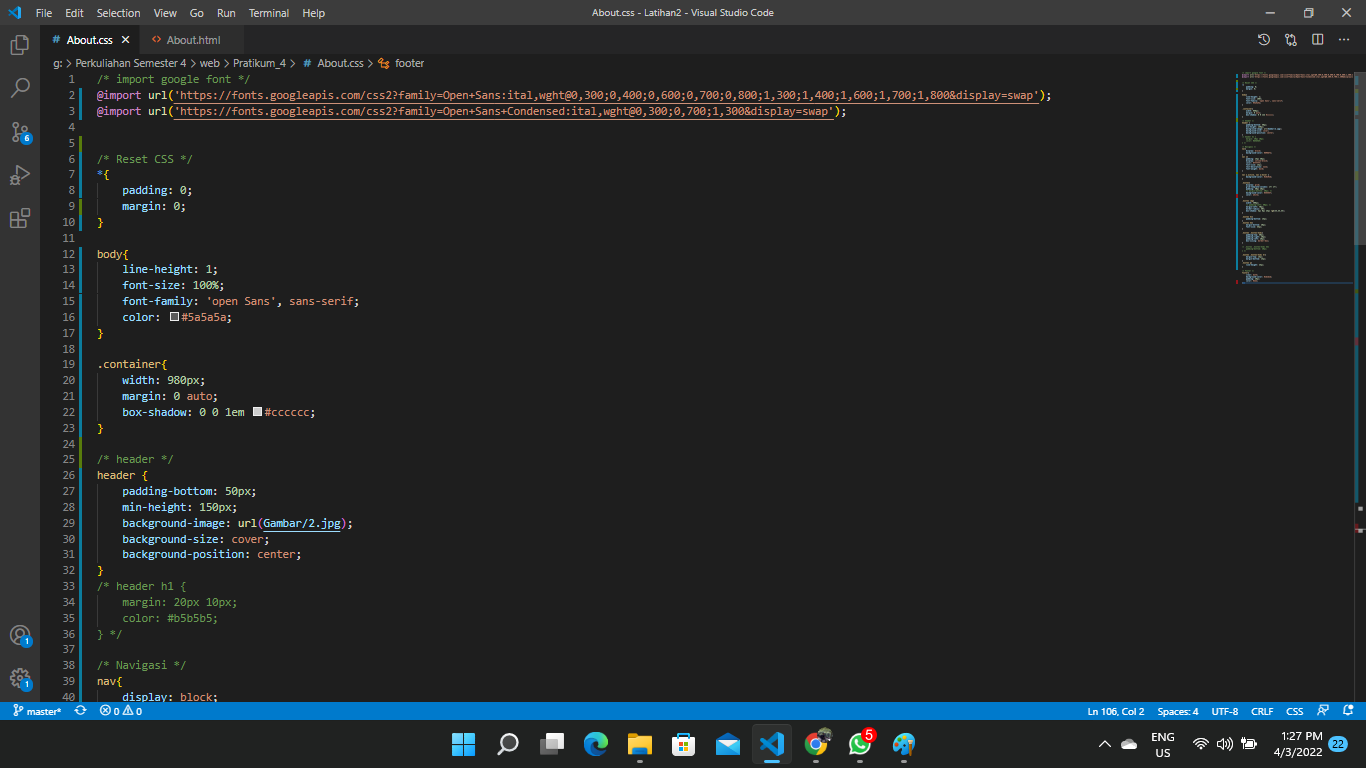 File Edit Selection View Go Run Terminal Help About.css - Latihan2 - Visual Studio Code
# About.css × <> About.html
g: > Perkuliahan Semester 4 > web > Pratikum_4 > # About.css > footer
1 /* import google font */
2 @import url('https://fonts.googleapis.com/css2?family=Open+Sans:ital,wght@0,300;0,400;0,600;0,700;0,800;1,300;1,400;1,600;1,700;1,800&display=swap');
3 @import url('https://fonts.googleapis.com/css2?family=Open+Sans+Condensed:ital,wght@0,300;0,700;1,300&display=swap');
4
5
6 /* Reset CSS */
7 *{
8 padding: 0;
9 margin: 0;
10 }
11
12 body{
13 line-height: 1;
14 font-size: 100%;
15 font-family: 'open Sans', sans-serif;
16 color: #5a5a5a;
17 }
18
19 .container{
20 width: 980px;
21 margin: 0 auto;
22 box-shadow: 0 0 1em #cccccc;
23 }
24
25 /* header */
26 header {
27 padding-bottom: 50px;
28 min-height: 150px;
29 background-image: url(Gambar/2.jpg);
30 background-size: cover;
31 background-position: center;
32 }
33 /* header h1 {
34 margin: 20px 10px;
35 color: #b5b5b5;
36 } */
37
38 /* Navigasi */
39 nav{
40 display: block;
6
1
1
master* 0 0 Ln 106, Col 2 Spaces: 4 UTF-8 CRLF CSS
5
ENG
US
1:27 PM
4/3/2022
22